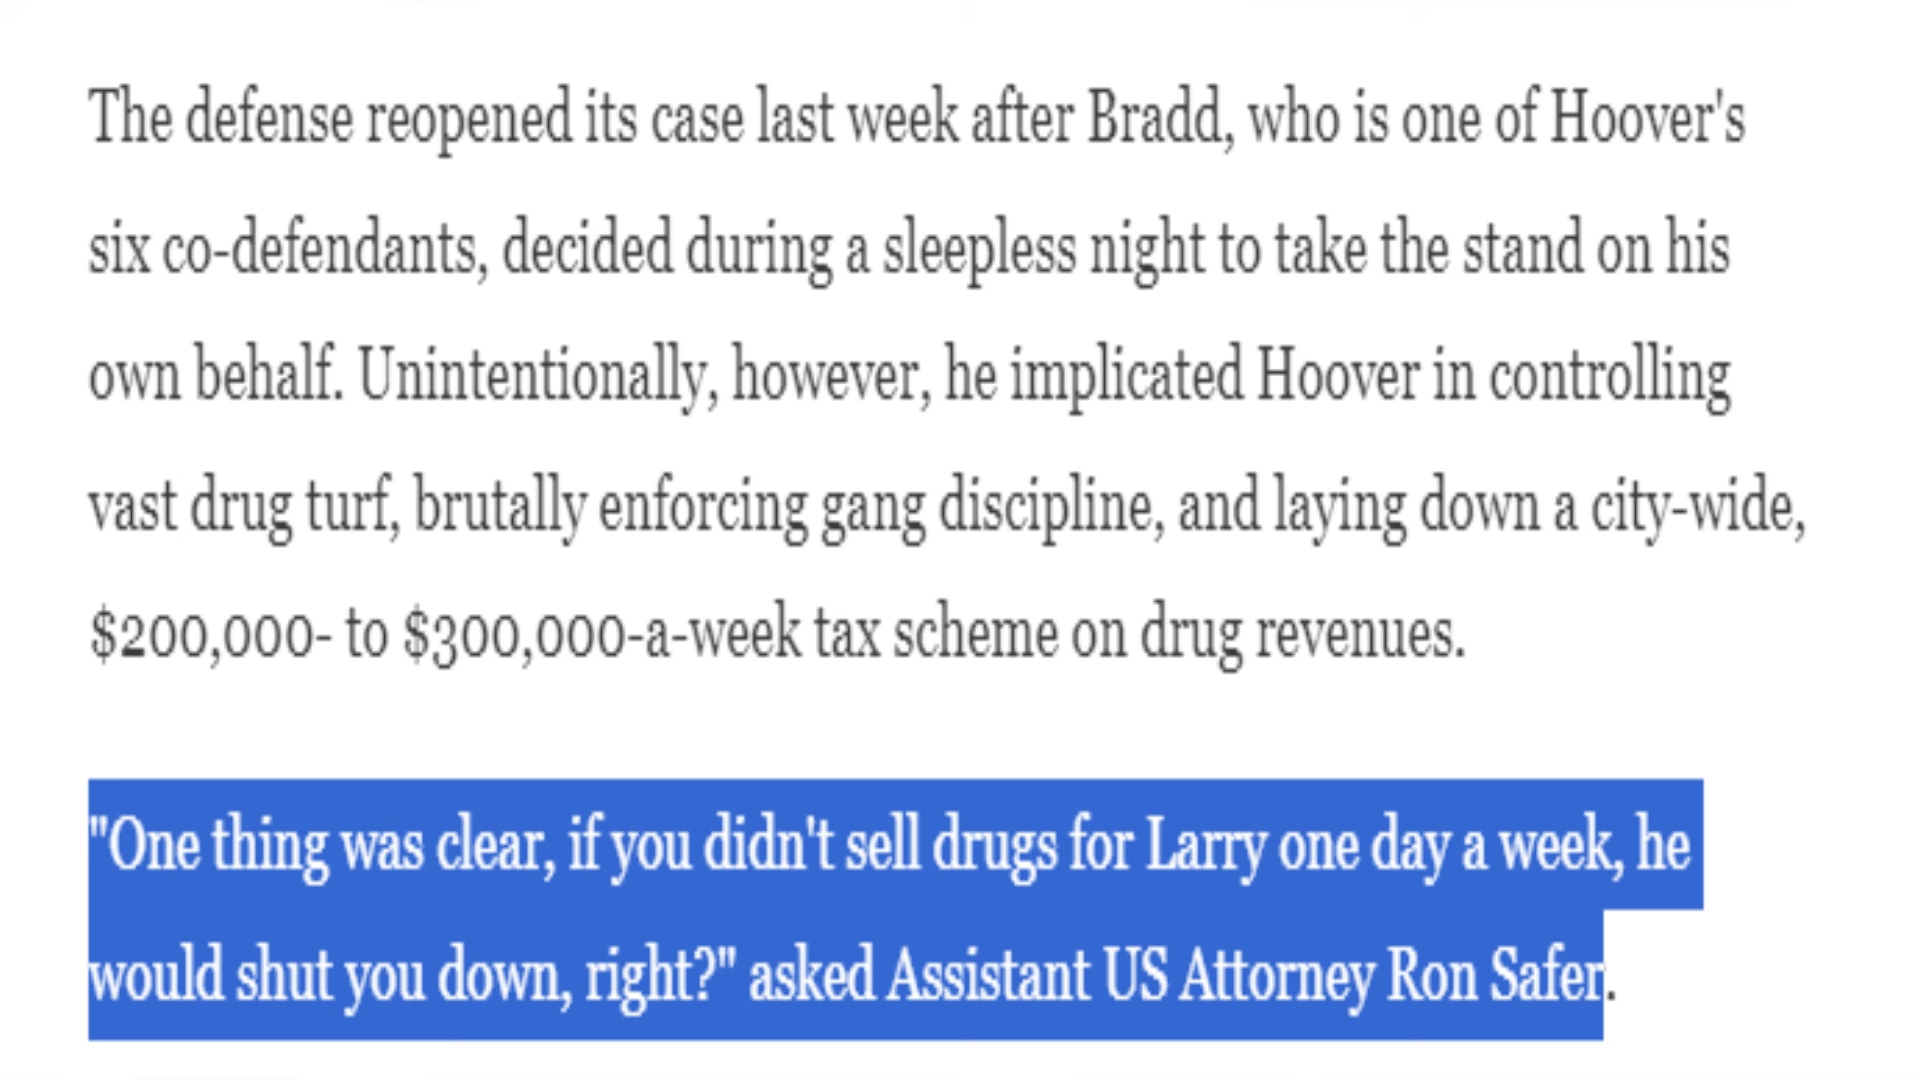 The defense reopened its case last week after Bradd, who is one of Hoover's
six co-defendants, decided during a sleepless night to take the stand on his
own behalf. Unintentionally, however, he implicated Hoover in controlling
vast drug turf, brutally enforcing gang discipline, and laying down a city-wide,
$200,000- to $300,000-a-week tax scheme on drug revenues.
"One thing was clear, if you didn't sell drugs for Larry one day a week, he
would shut you down, right?" asked Assistant US Attorney Ron Safer.